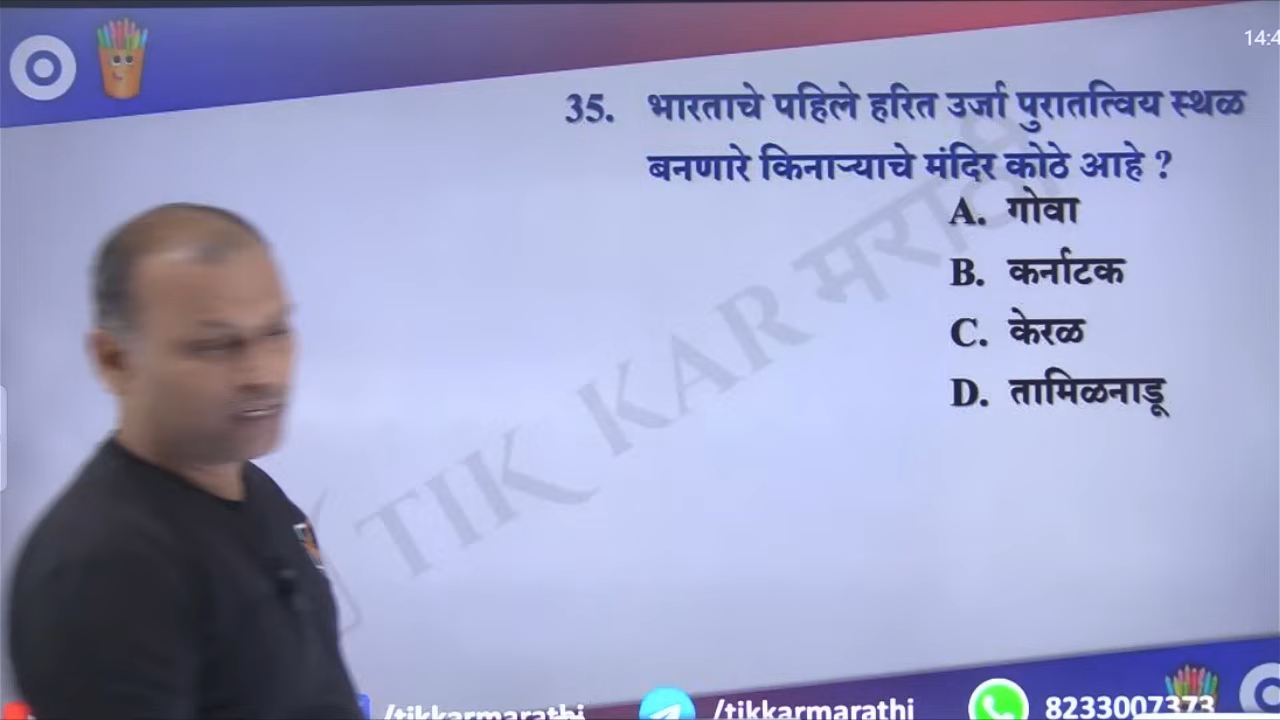 14:4
35. भारताचे पहिले हरित उर्जा पुरातत्विय स्थळ
बनणारे किनाऱ्याचे मंदिर कोठे आहे ?
A. गोवा
B. कर्नाटक
C. केरळ
D. तामिळनाडू
TIK KAR मराठी
/tikkarmarathi
/tikkarmarathi
8233007373